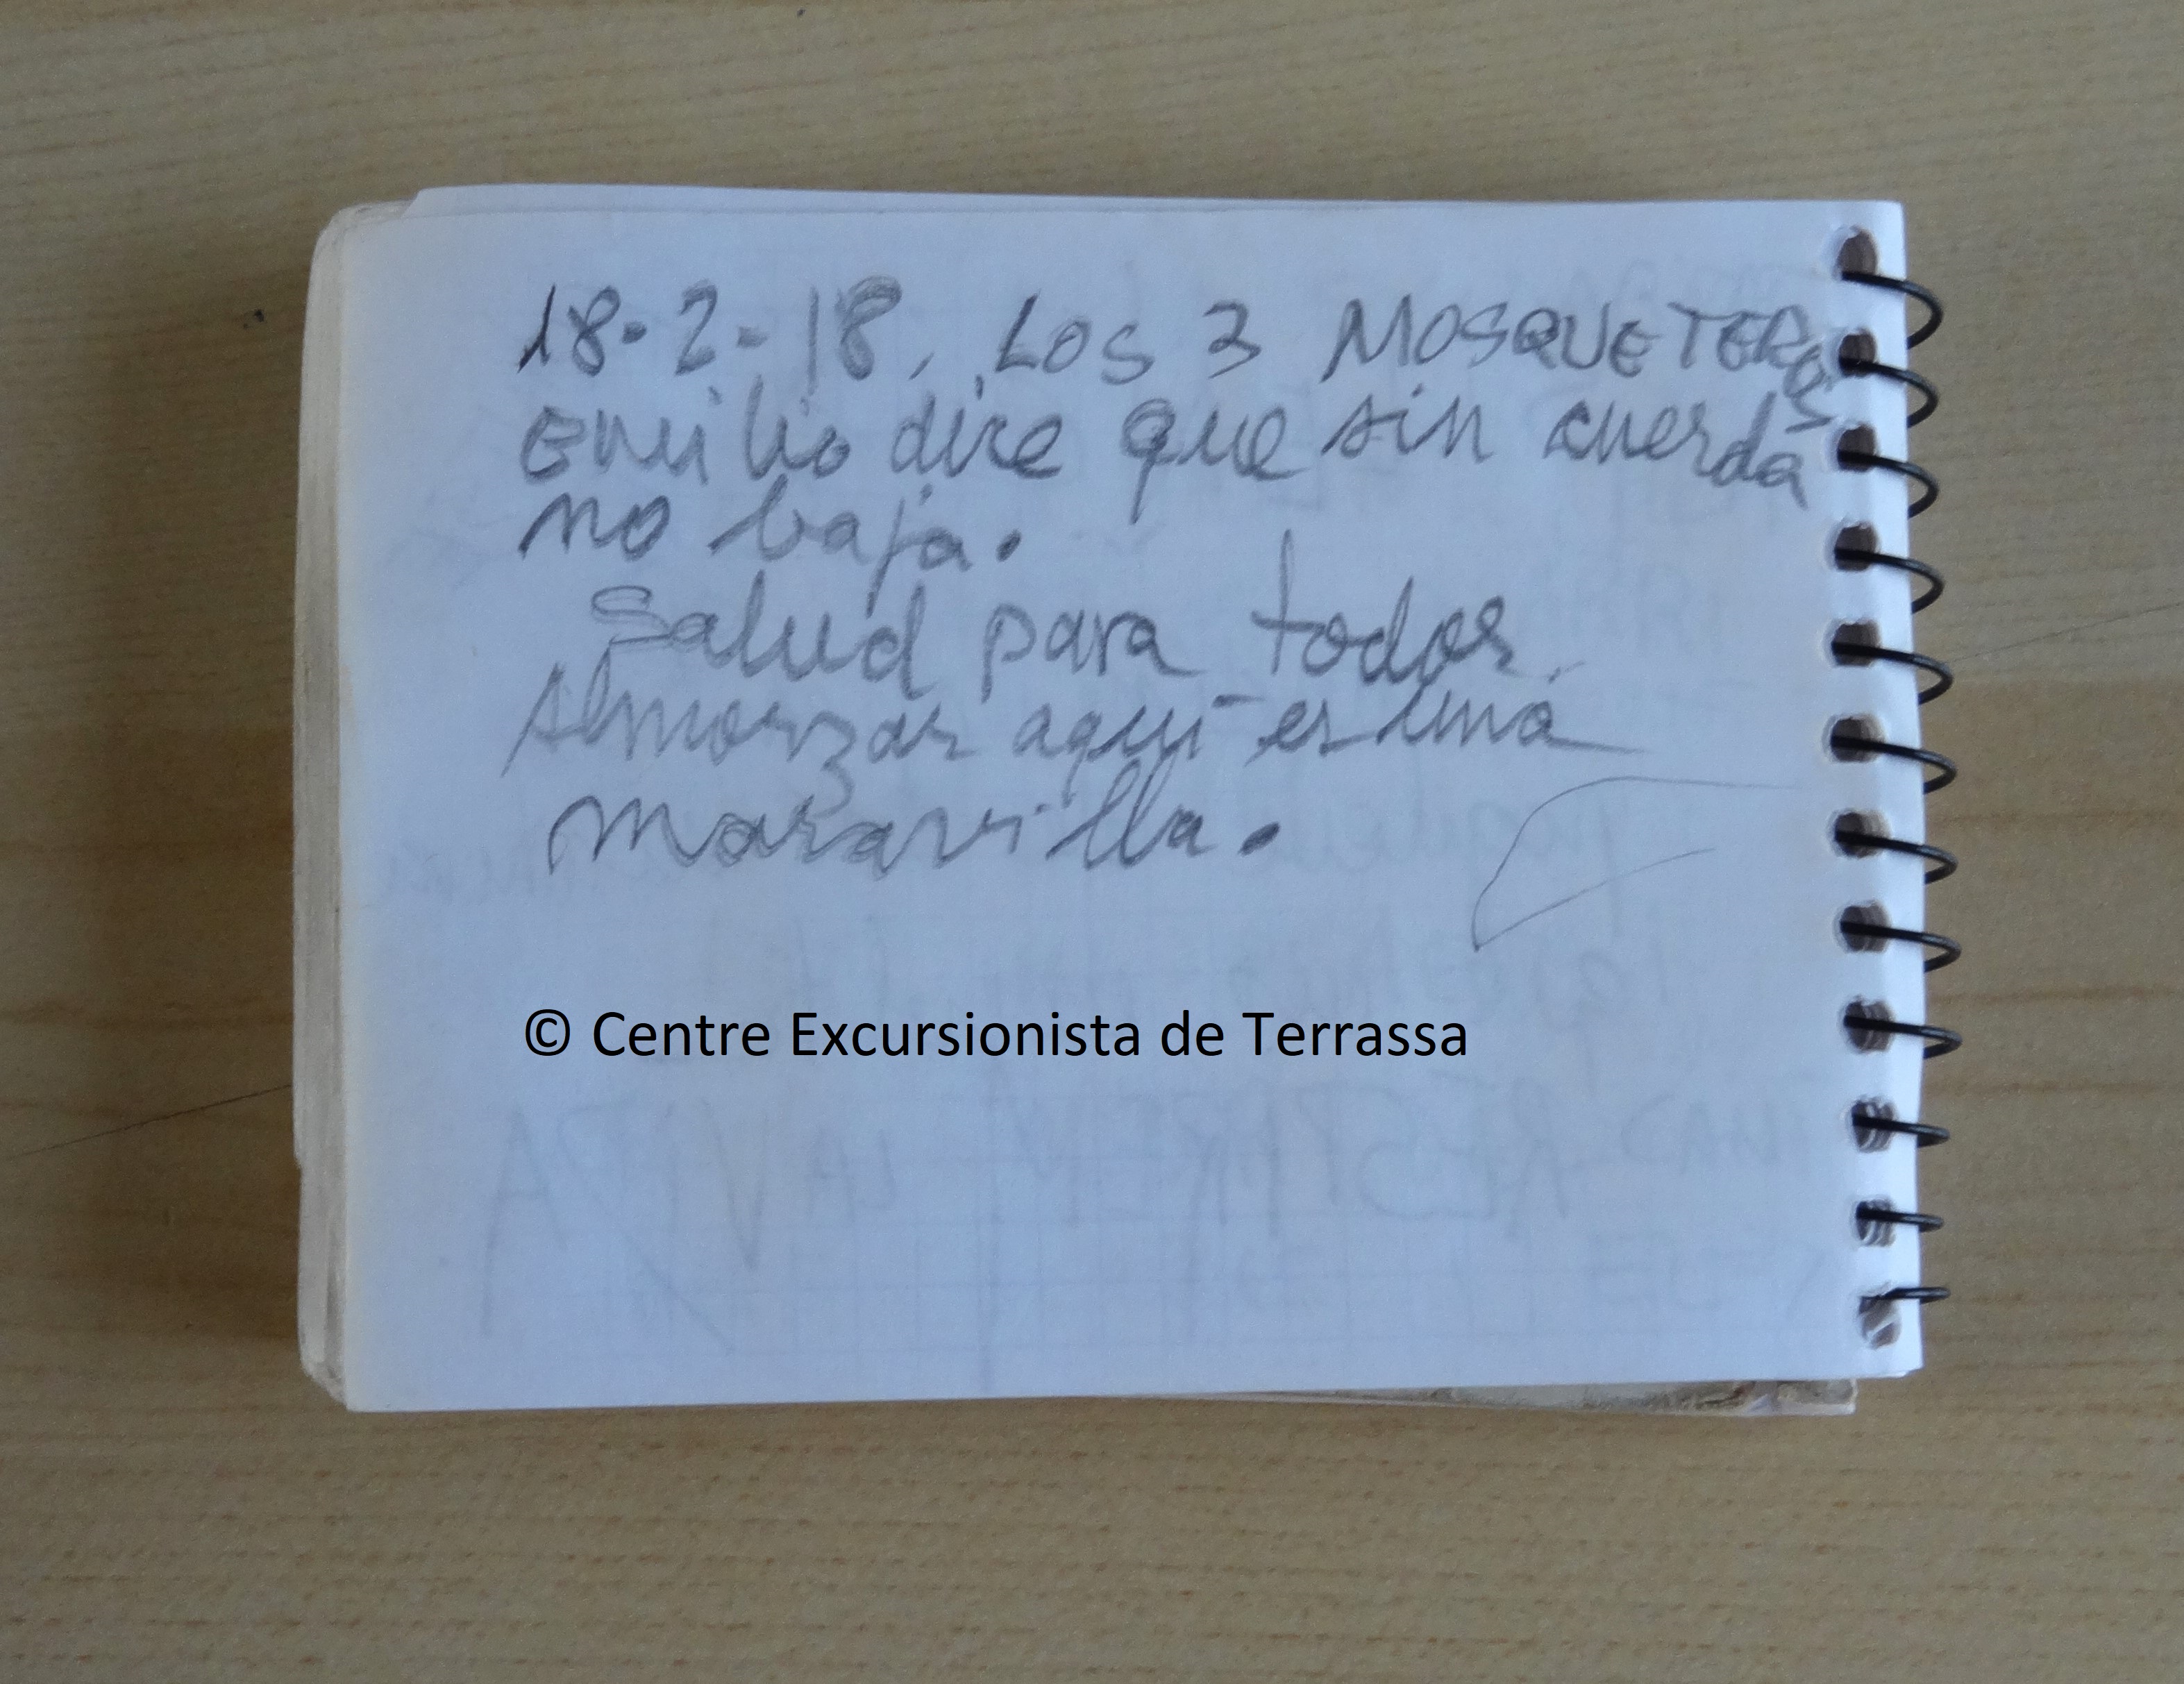 18-2-18, Los 3 MOSQUETEROS
Emilio dice que sin cuerda
no baja.
Salud para todos.
Almorzar aquí es una
maravilla.
© Centre Excursionista de Terrassa